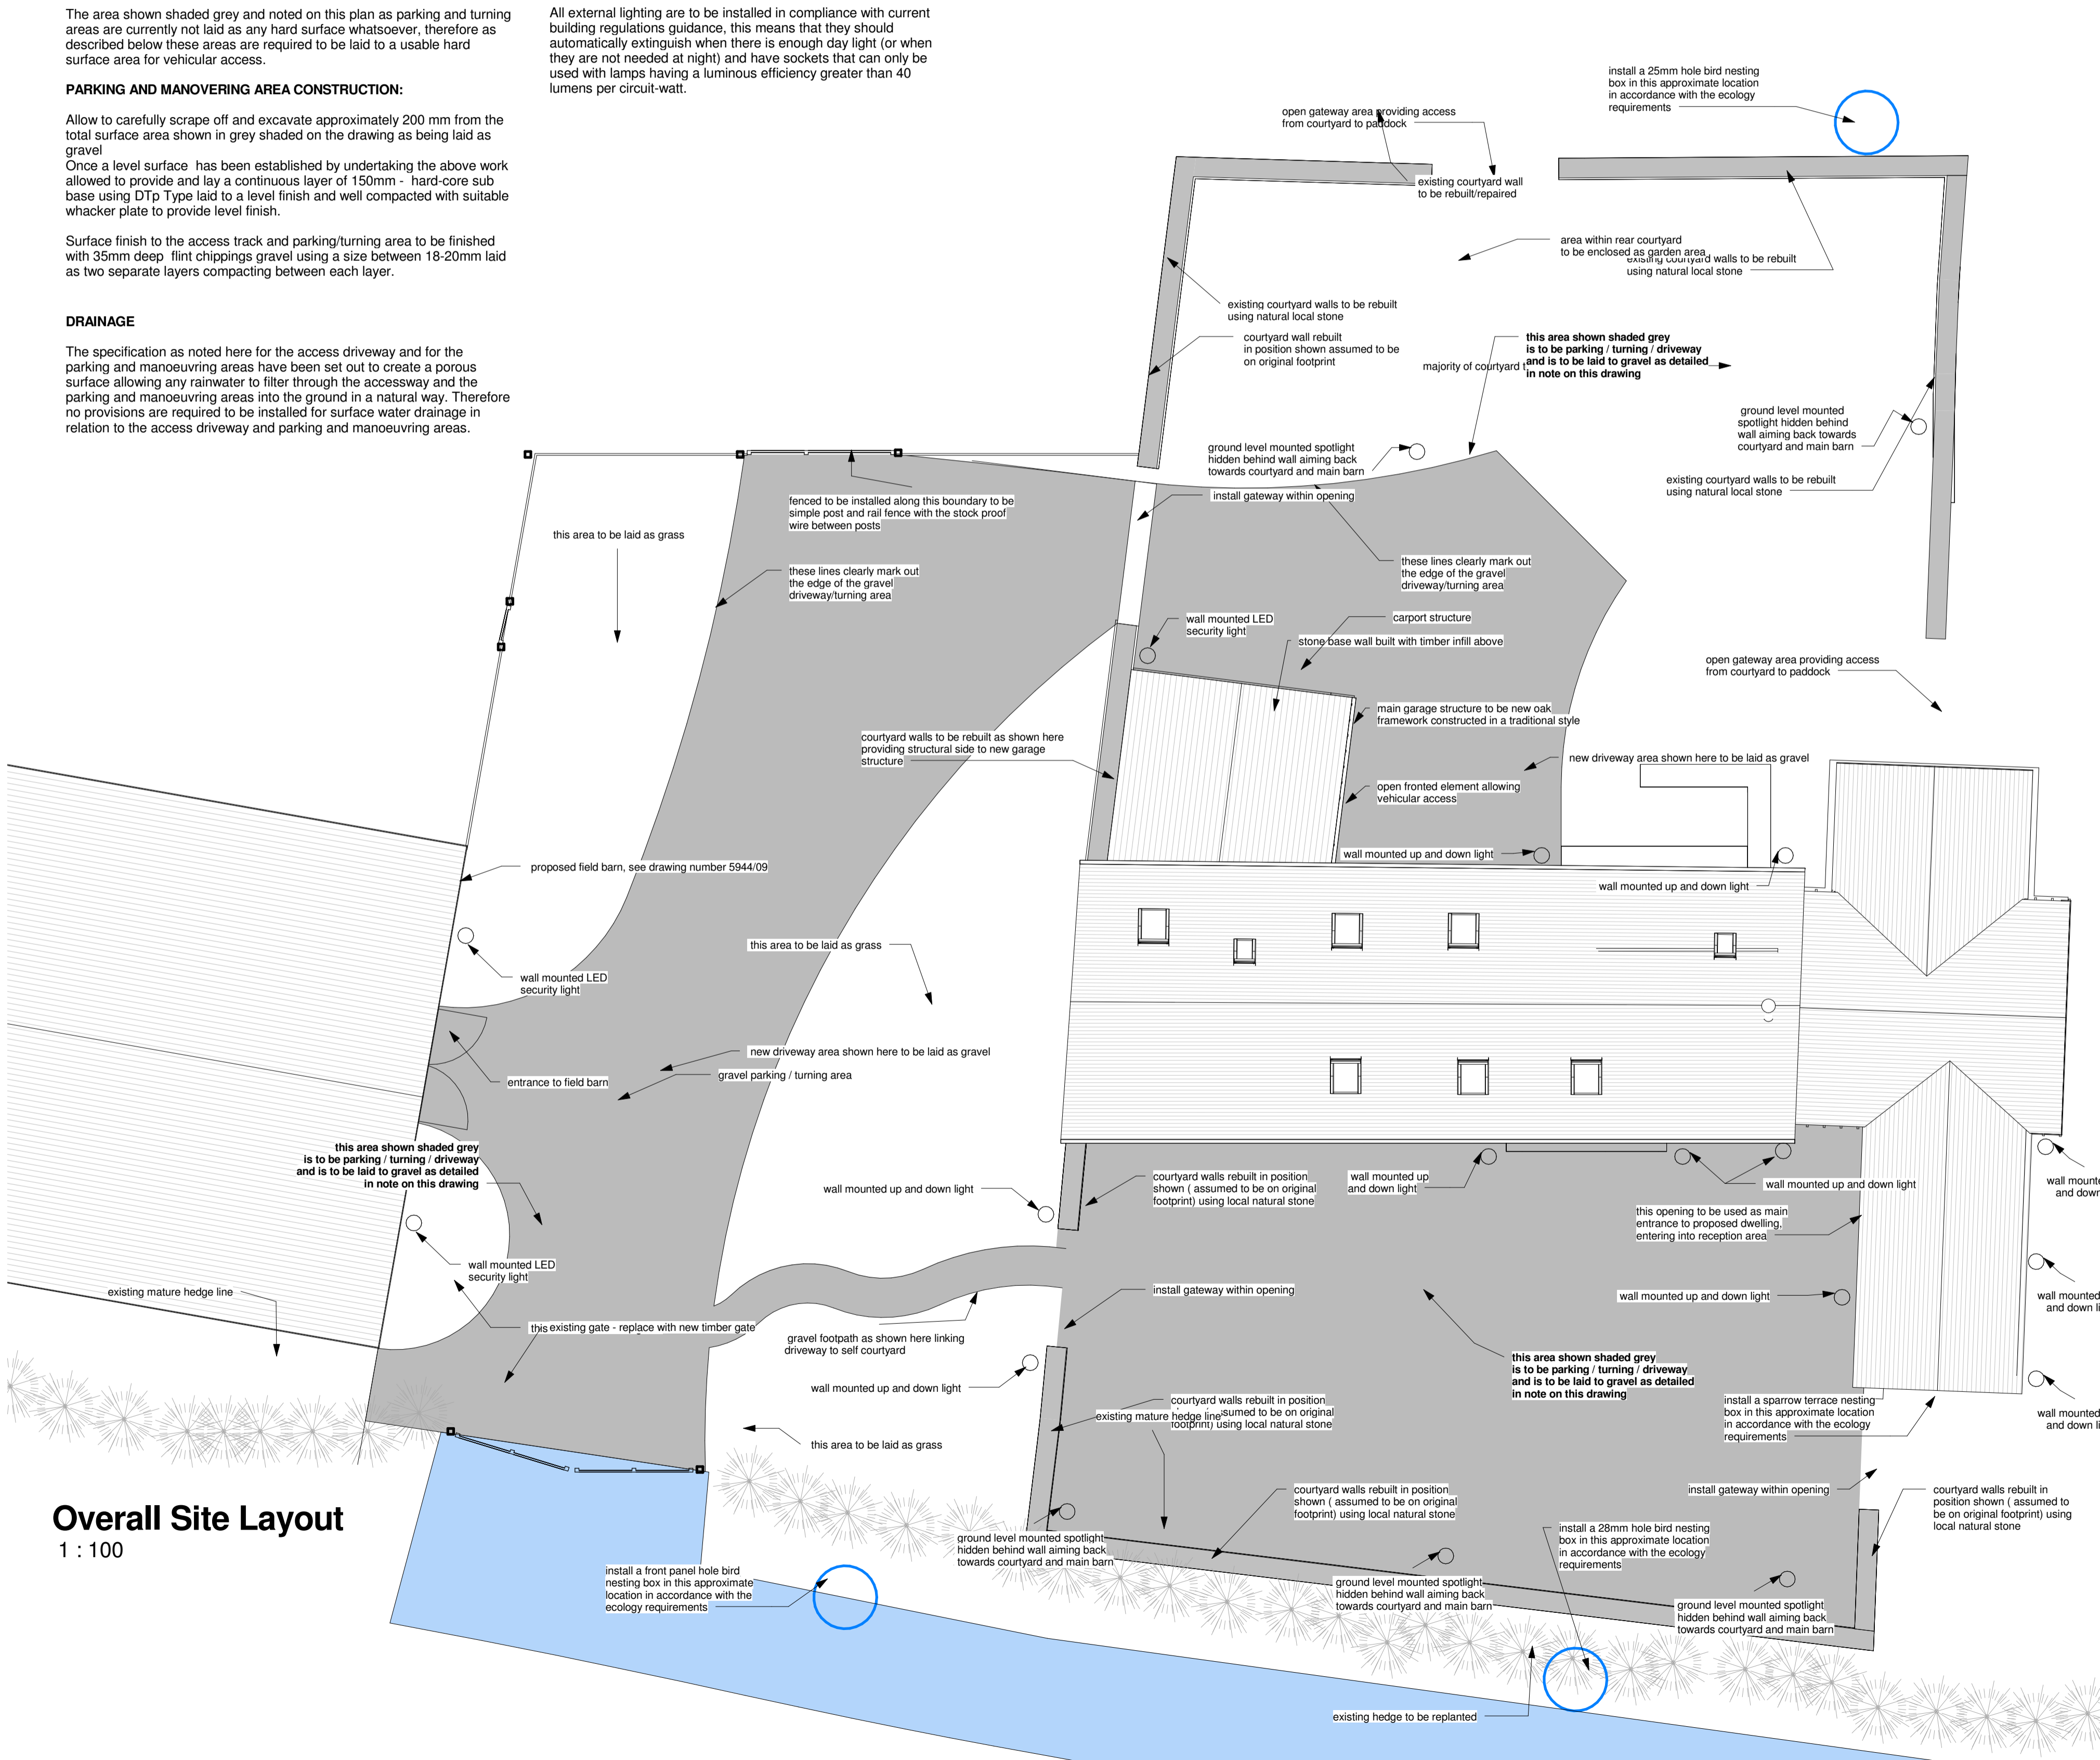 The area shown shaded grey and noted on this plan as parking and turning
areas are currently not laid as any hard surface whatsoever, therefore as
described below these areas are required to be laid to a usable hard
surface area for vehicular access.
PARKING AND MANOVERING AREA CONSTRUCTION:
Allow to carefully scrape off and excavate approximately 200 mm from the
total surface area shown in grey shaded on the drawing as being laid as
gravel
Once a level surface has been established by undertaking the above work
allowed to provide and lay a continuous layer of 150mm - hard-core sub
base using DTp Type laid to a level finish and well compacted with suitable
whacker plate to provide level finish.
Surface finish to the access track and parking/turning area to be finished
with 35mm deep flint chippings gravel using a size between 18-20mm laid
as two separate layers compacting between each layer.
DRAINAGE
The specification as noted here for the access driveway and for the
parking and manoeuvring areas have been set out to create a porous
surface allowing any rainwater to filter through the accessway and the
parking and manoeuvring areas into the ground in a natural way. Therefore
no provisions are required to be installed for surface water drainage in
relation to the access driveway and parking and manoeuvring areas.
All external lighting are to be installed in compliance with current
building regulations guidance, this means that they should
automatically extinguish when there is enough day light (or when
they are not needed at night) and have sockets that can only be
used with lamps having a luminous efficiency greater than 40
lumens per circuit-watt.
install a 25mm hole bird nesting
box in this approximate location
in accordance with the ecology
requirements
open gateway area providing access
from courtyard to paddock
existing courtyard wall
to be rebuilt/repaired
area within rear courtyard
to be enclosed as garden area
existing courtyard walls to be rebuilt
using natural local stone
existing courtyard walls to be rebuilt
using natural local stone
courtyard wall rebuilt
in position shown assumed to be
on original footprint
this area shown shaded grey
is to be parking / turning / driveway
and is to be laid to gravel as detailed
in note on this drawing
majority of courtyard
ground level mounted
spotlight hidden behind
wall aiming back towards
courtyard and main barn
ground level mounted spotlight
hidden behind wall aiming back
towards courtyard and main barn
existing courtyard walls to be rebuilt
using natural local stone
install gateway within opening
fenced to be installed along this boundary to be
simple post and rail fence with the stock proof
wire between posts
this area to be laid as grass
these lines clearly mark out
the edge of the gravel
driveway/turning area
these lines clearly mark out
the edge of the gravel
driveway/turning area
wall mounted LED
security light
carport structure
stone base wall built with timber infill above
open gateway area providing access
from courtyard to paddock
main garage structure to be new oak
framework constructed in a traditional style
courtyard walls to be rebuilt as shown here
providing structural side to new garage
structure
new driveway area shown here to be laid as gravel
open fronted element allowing
vehicular access
wall mounted up and down light
wall mounted up and down light
proposed field barn, see drawing number 5944/09
this area to be laid as grass
wall mounted LED
security light
new driveway area shown here to be laid as gravel
gravel parking / turning area
entrance to field barn
this area shown shaded grey
is to be parking / turning / driveway
and is to be laid to gravel as detailed
in note on this drawing
wall mounted up and down light
courtyard walls rebuilt in position
shown ( assumed to be on original
footprint) using local natural stone
wall mounted up
and down light
wall mounted up and down light
this opening to be used as main
entrance to proposed dwelling,
entering into reception area
and down
wall mounted LED
security light
existing mature hedge line
install gateway within opening
wall mounted up and down light
wall mounted
and down
this existing gate - replace with new timber gate
gravel footpath as shown here linking
driveway to self courtyard
wall mounted up and down light
this area shown shaded grey
is to be parking / turning / driveway
and is to be laid to gravel as detailed
in note on this drawing
courtyard walls rebuilt in position
assumed to be on original
footprint) using local natural stone
existing mature hedge line
install a sparrow terrace nesting
box in this approximate location
in accordance with the ecology
requirements
wall mounted
and down
this area to be laid as grass
install gateway within opening
courtyard walls rebuilt in position
shown ( assumed to be on original
footprint) using local natural stone
courtyard walls rebuilt in
position shown ( assumed to
be on original footprint) using
local natural stone
Overall Site Layout
1 : 100
ground level mounted spotlight
hidden behind wall aiming back
towards courtyard and main barn
install a 28mm hole bird nesting
box in this approximate location
in accordance with the ecology
requirements
install a front panel hole bird
nesting box in this approximate
location in accordance with the
ecology requirements
ground level mounted spotlight
hidden behind wall aiming back
towards courtyard and main barn
ground level mounted spotlight
hidden behind wall aiming back
towards courtyard and main barn
existing hedge to be replanted